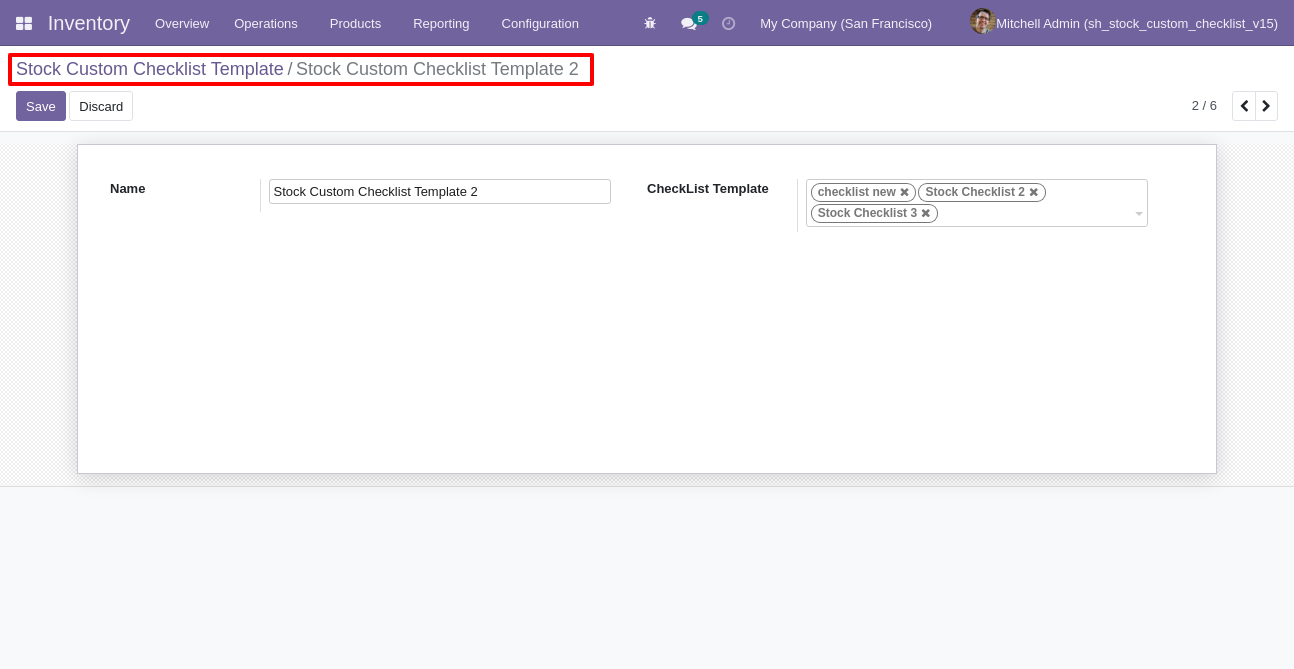 Inventory Overview Operations Products Reporting Configuration 5 My Company (San Francisco) Mitchell Admin (sh_stock_custom_checklist_v15)
Stock Custom Checklist Template / Stock Custom Checklist Template 2
Save Discard 2 / 6
Name Stock Custom Checklist Template 2 CheckList Template checklist new ✖ Stock Checklist 2 ✖
Stock Checklist 3 ✖